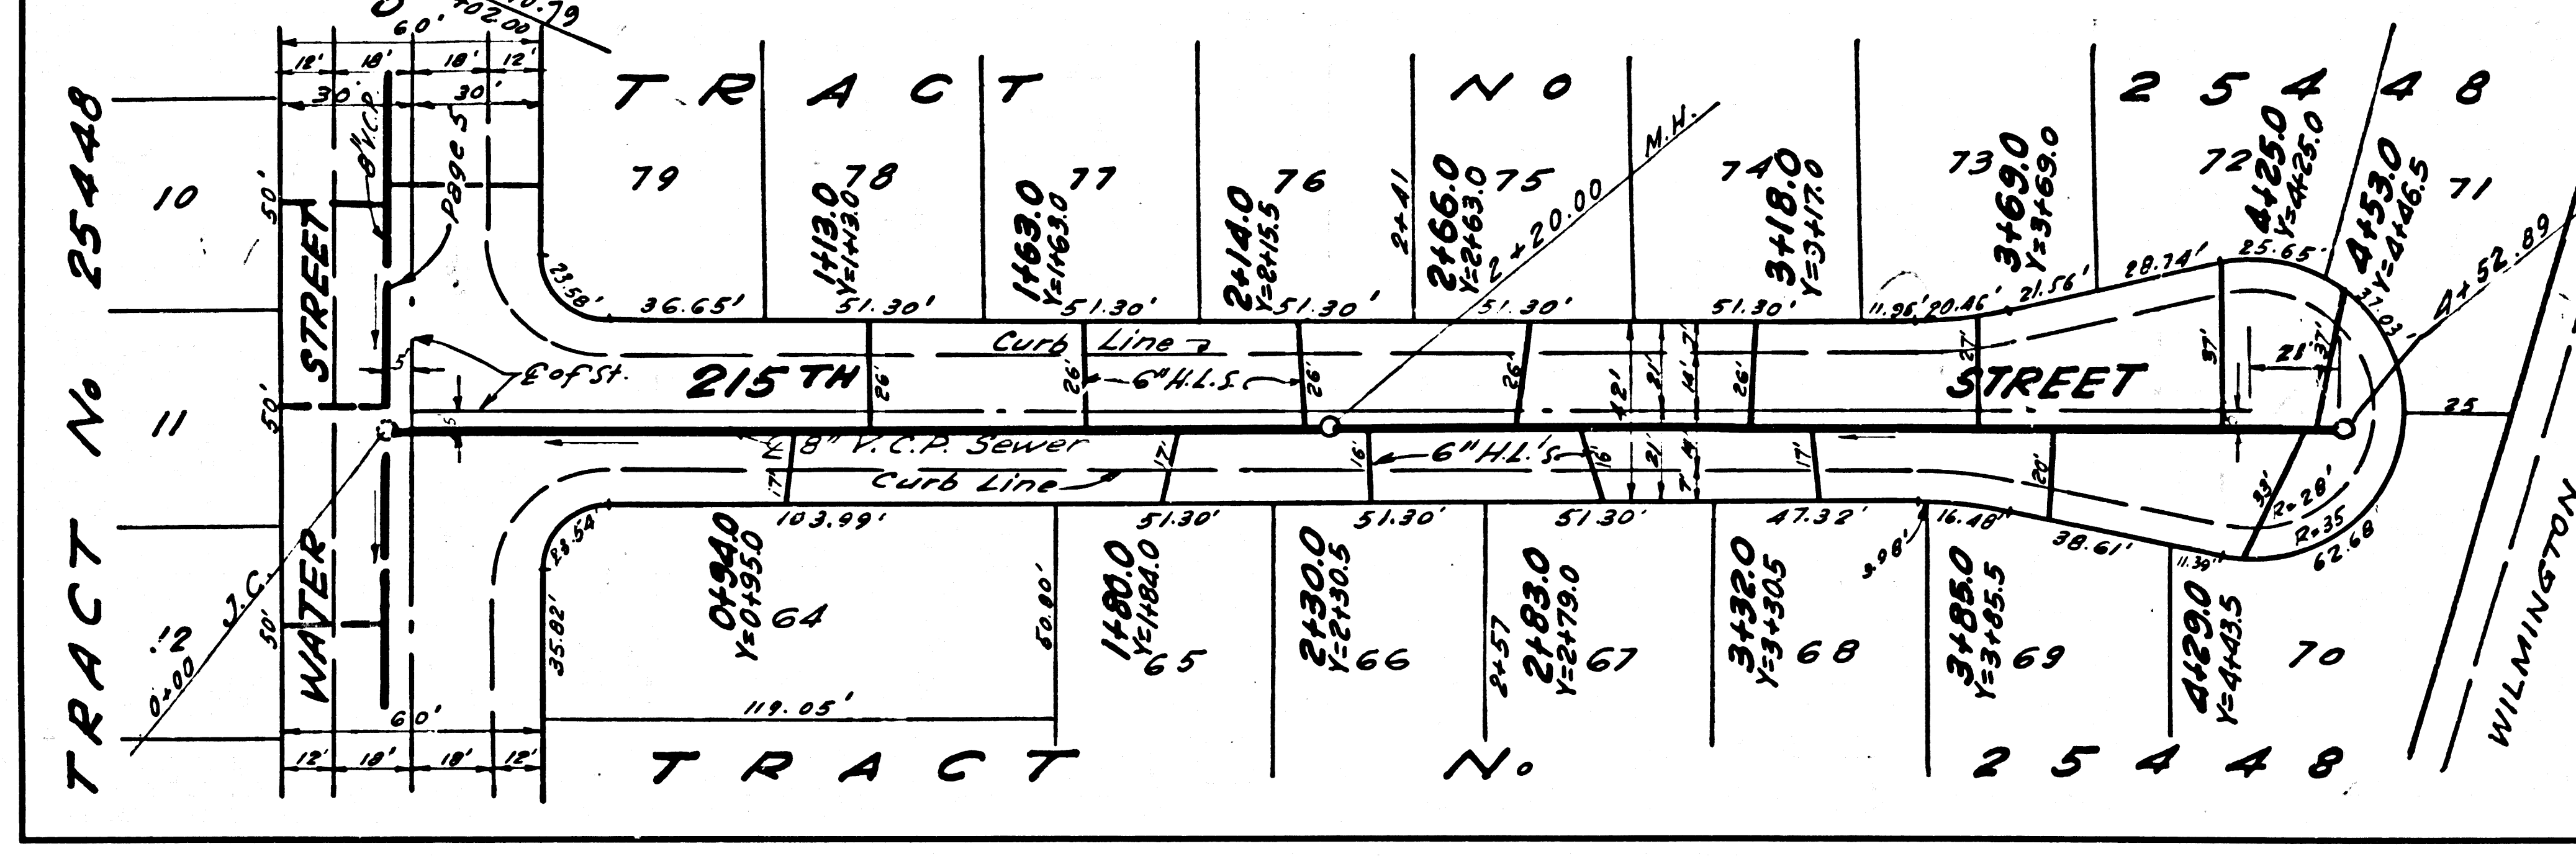 10.79
+02.00
60'
12' 18' 18' 12'
30' 30'
8" V.C.P.
Page 5
TRACT No 25448
10
11
12
50'
50'
50'
WATER STREET
TRACT No 25448
79
78
77
76
75
74
73
72
71
1+13.0
Y=1+13.0
1+63.0
Y=1+63.0
2+14.0
Y=2+15.5
2+41
2+66.0
Y=2+63.0
M.H.
2+20.00
3+18.0
Y=3+17.0
3+69.0
Y=3+69.0
4+25.0
Y=4+25.0
4+53.0
Y=4+46.5
4+52.89
23.58'
36.65'
51.30'
51.30'
51.30'
51.30'
51.30'
11.96'
20.46'
21.56'
28.74'
25.65'
37.03'
Curb Line
℄ of St.
215TH STREET
6" H.L.S.
26'
26'
26'
26'
26'
27'
37'
37'
21'
42'
21'
21'
7'
14'
14'
7'
5'
5'
5'
25
8" V.C.P. Sewer
Curb Line
6" H.L.'s
17'
17'
16'
16'
17'
20'
33'
R=28'
R=35
62.68
28.54'
103.99'
51.30'
51.30'
51.30'
47.32'
3.98'
16.48'
38.61'
11.39'
35.82'
50.80'
119.05'
0+94.0
Y=0+95.0
64
1+80.0
Y=1+84.0
65
2+30.0
Y=2+30.5
66
2+57
2+83.0
Y=2+79.0
67
3+32.0
Y=3+30.5
68
3+85.0
Y=3+85.5
69
4+29.0
Y=4+43.5
70
J.C.
0+00
60'
12' 18' 18' 12'
TRACT No 25448
WILMINGTON